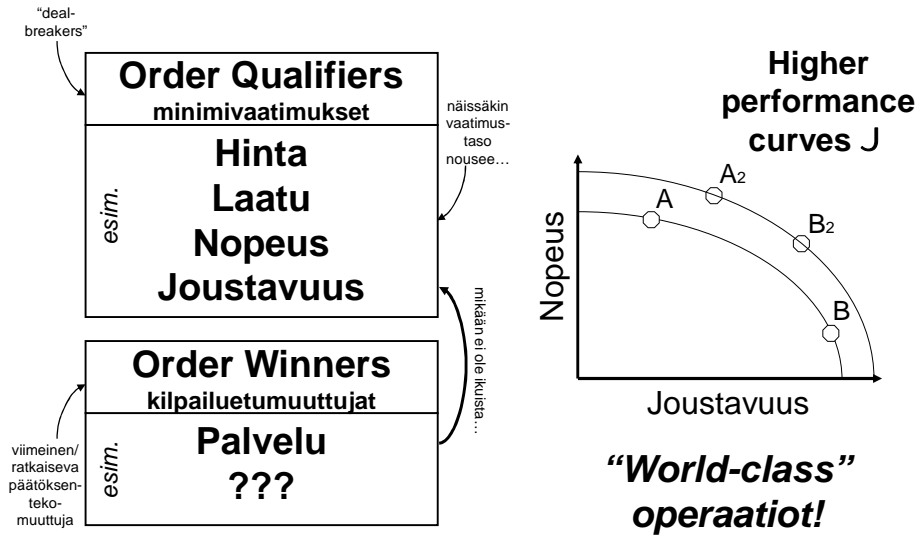 “deal-
breakers”
Order Qualifiers
minimivaatimukset
esim.
Hinta
Laatu
Nopeus
Joustavuus
näissäkin
vaatimus-
taso
nousee…
mikään ei ole ikuista…
Order Winners
kilpailuetumuuttujat
esim.
Palvelu
???
viimeinen/
ratkaiseva
päätöksen-
teko-
muuttuja
Higher
performance
curves J
Nopeus
A
A2
B2
B
Joustavuus
“World-class”
operaatiot!